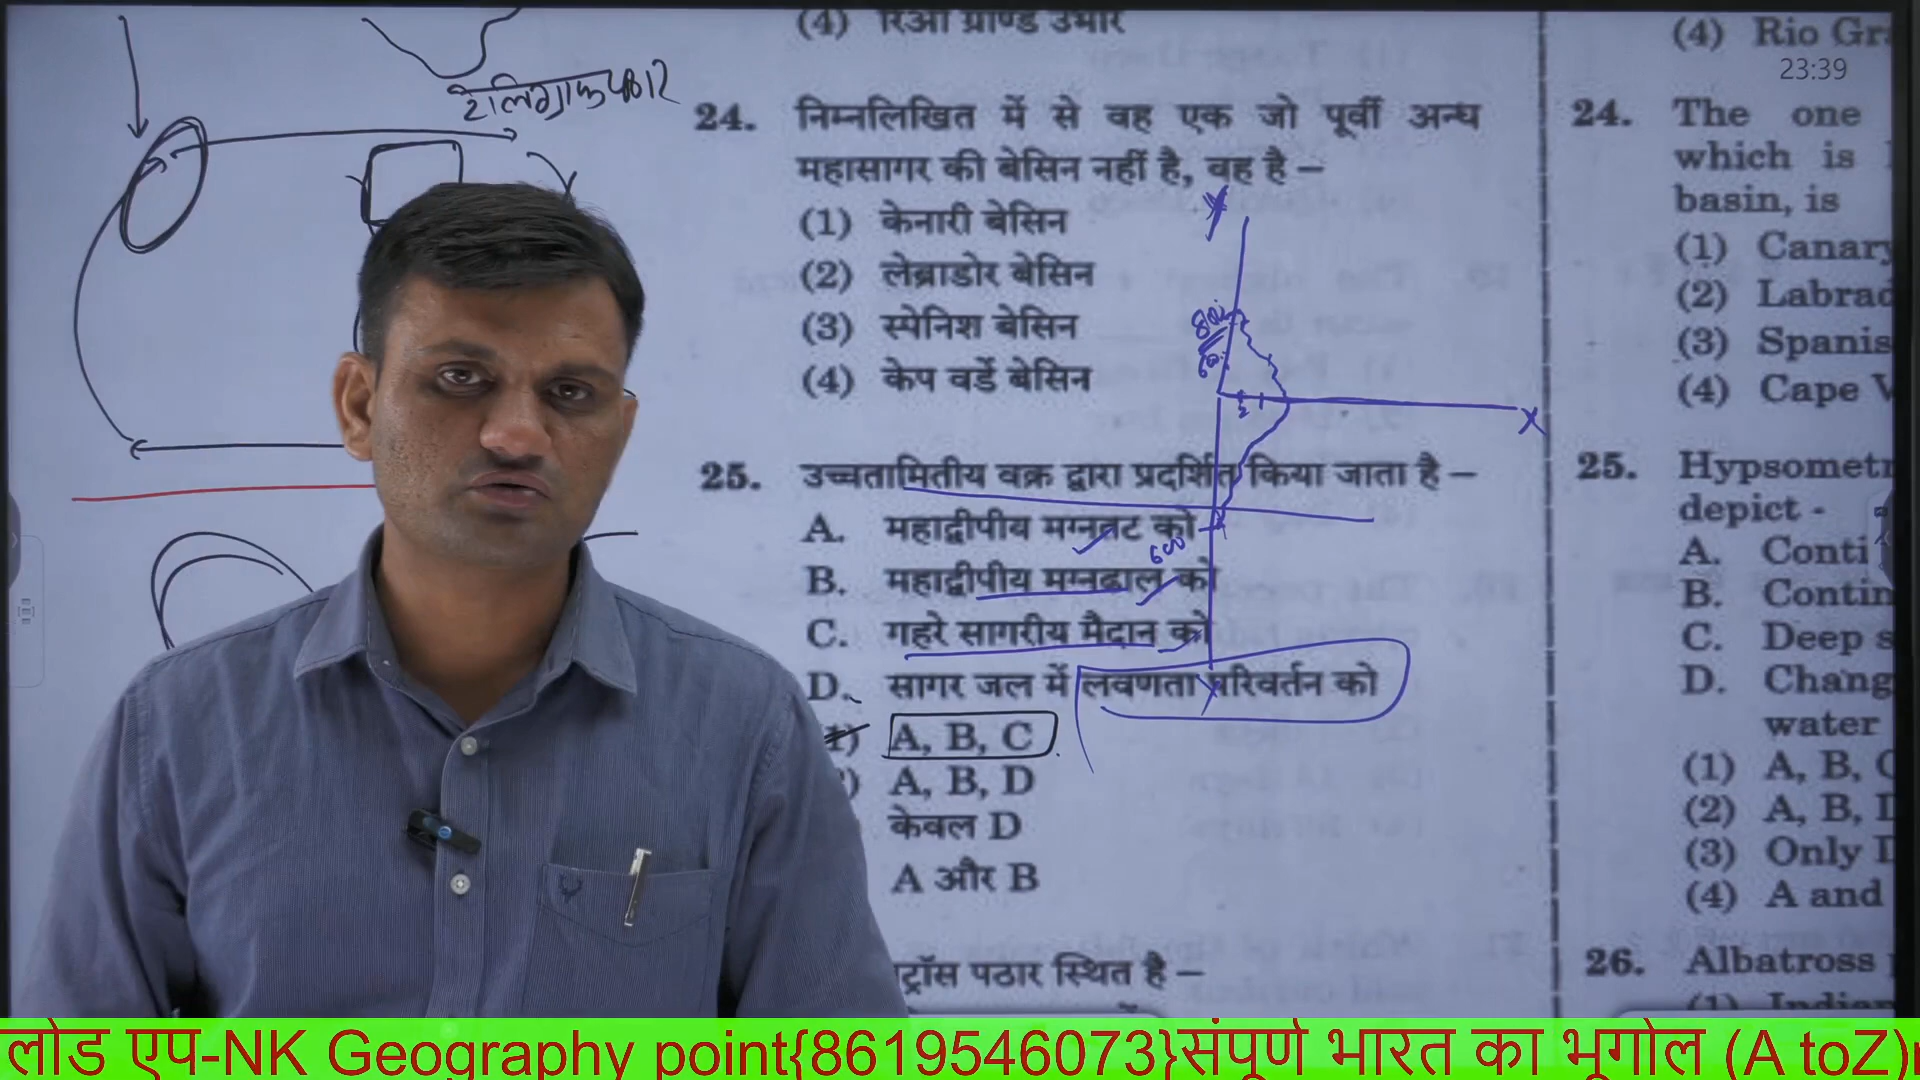 (4) रिओ ग्राण्ड उभार
टेलिग्राफ पठार
24. निम्नलिखित में से वह एक जो पूर्वी अन्ध
महासागर की बेसिन नहीं है, वह है –
(1) केनारी बेसिन
(2) लेब्राडोर बेसिन
(3) स्पेनिश बेसिन
(4) केप वर्डे बेसिन
25. उच्चतामितीय वक्र द्वारा प्रदर्शित किया जाता है –
A. महाद्वीपीय मग्नतट को
B. महाद्वीपीय मग्नढाल को
C. गहरे सागरीय मैदान को
D. सागर जल में लवणता परिवर्तन को
A, B, C
A, B, D
केवल D
A और B
ट्रॉस पठार स्थित है –
X
600
(4) Rio Gr
23:39
24. The one
which is
basin, is
(1) Canary
(2) Labrad
(3) Spanis
(4) Cape V
25. Hypsometr
depict -
A. Conti
B. Contin
C. Deep s
D. Chang
water
(1) A, B, C
(2) A, B, D
(3) Only D
(4) A and
26. Albatross
(1) Indian
लोड एप-NK Geography point{8619546073}संपूर्ण भारत का भूगोल (A toZ)